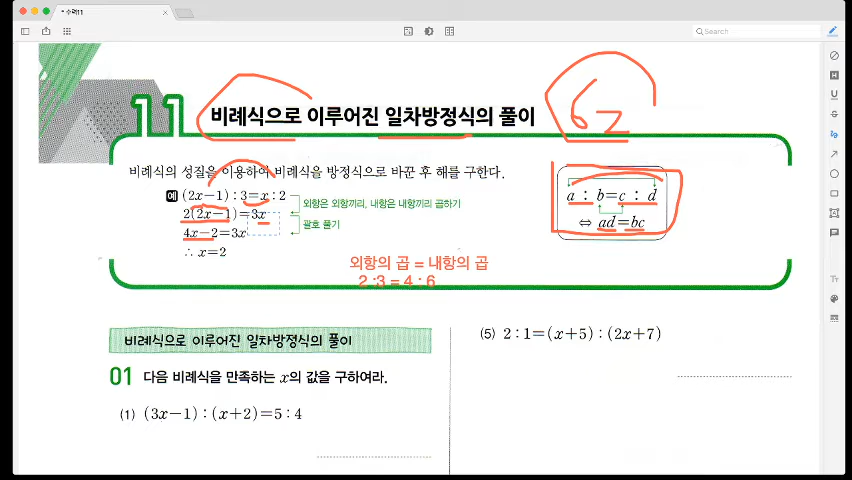 • 수력11
Search
11 비례식으로 이루어진 일차방정식의 풀이
62
비례식의 성질을 이용하여 비례식을 방정식으로 바꾼 후 해를 구한다.
예 (2x−1) : 3=x : 2
외항은 외항끼리, 내항은 내항끼리 곱하기
2(2x−1)=3x
괄호 풀기
4x−2=3x
∴ x=2
a : b=c : d
⇔ ad=bc
외항의 곱 = 내항의 곱
2 :3 = 4 : 6
비례식으로 이루어진 일차방정식의 풀이
01 다음 비례식을 만족하는 x의 값을 구하여라.
(1) (3x−1) : (x+2)=5 : 4
(5) 2 : 1=(x+5) : (2x+7)